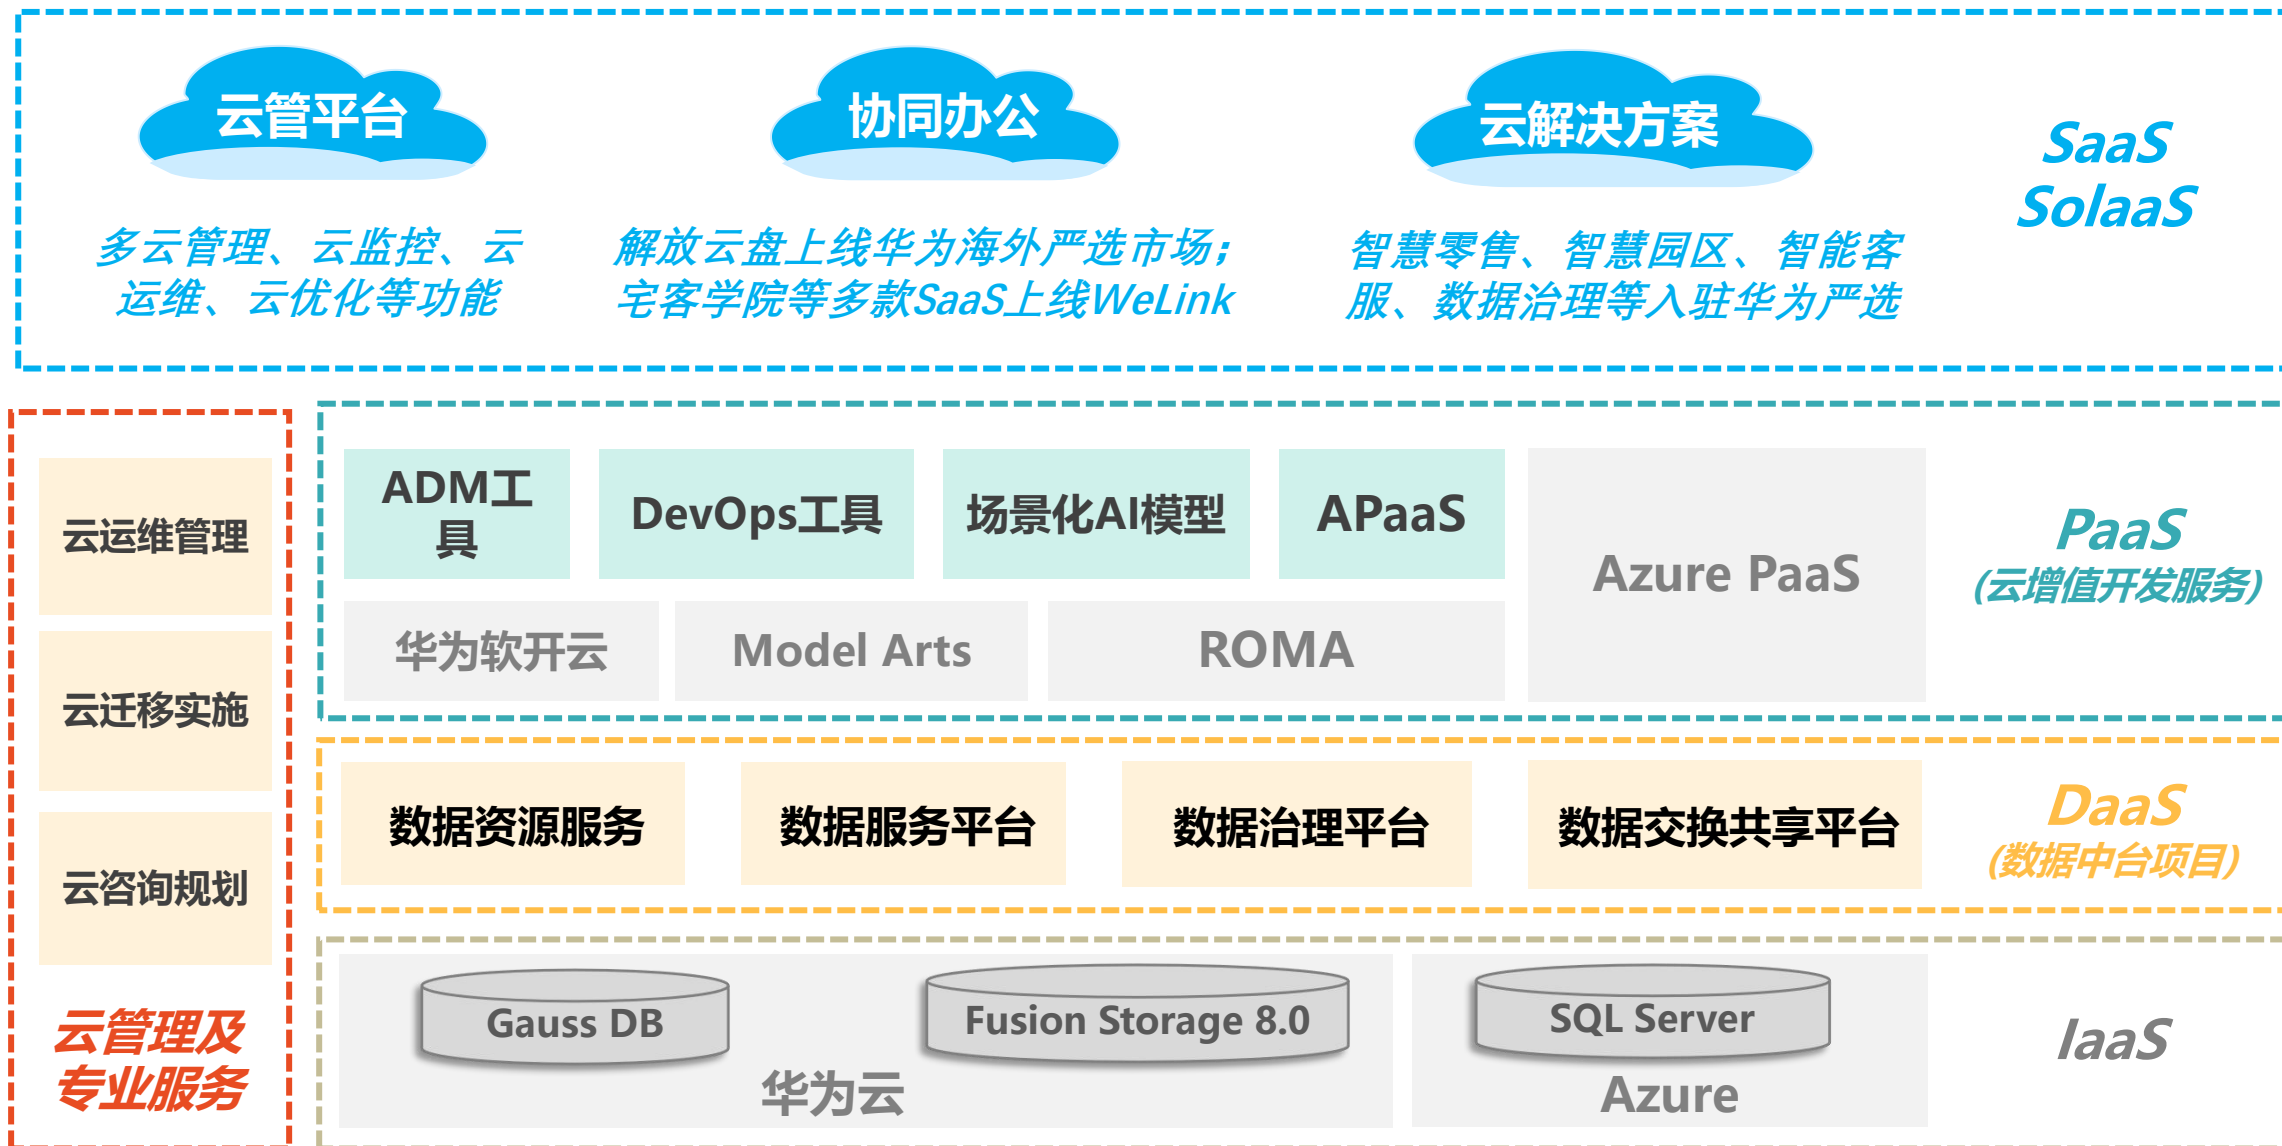 云管平台
协同办公
云解决方案
SaaS
SolaaS
多云管理、云监控、云
运维、云优化等功能
解放云盘上线华为海外严选市场；
宅客学院等多款SaaS上线WeLink
智慧零售、智慧园区、智能客
服、数据治理等入驻华为严选
云运维管理
云迁移实施
云咨询规划
云管理及
专业服务
ADM工
具
DevOps工具
场景化AI模型
APaaS
Azure PaaS
华为软开云
Model Arts
ROMA
PaaS
(云增值开发服务)
数据资源服务
数据服务平台
数据治理平台
数据交换共享平台
DaaS
(数据中台项目)
Gauss DB
Fusion Storage 8.0
SQL Server
华为云
Azure
IaaS